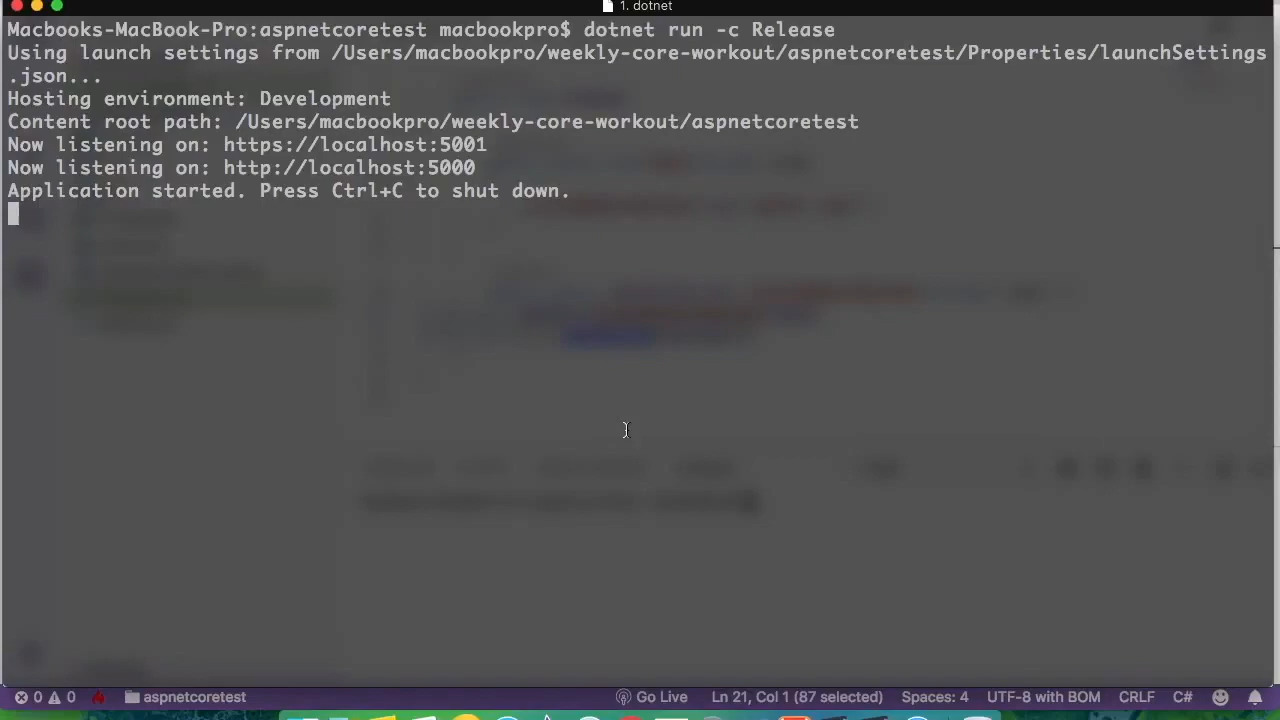 1. dotnet
Macbooks-MacBook-Pro:aspnetcoretest macbookpro$ dotnet run -c Release
Using launch settings from /Users/macbookpro/weekly-core-workout/aspnetcoretest/Properties/launchSettings
.json...
Hosting environment: Development
Content root path: /Users/macbookpro/weekly-core-workout/aspnetcoretest
Now listening on: https://localhost:5001
Now listening on: http://localhost:5000
Application started. Press Ctrl+C to shut down.
0 0 aspnetcoretest Go Live Ln 21, Col 1 (87 selected) Spaces: 4 UTF-8 with BOM CRLF C#